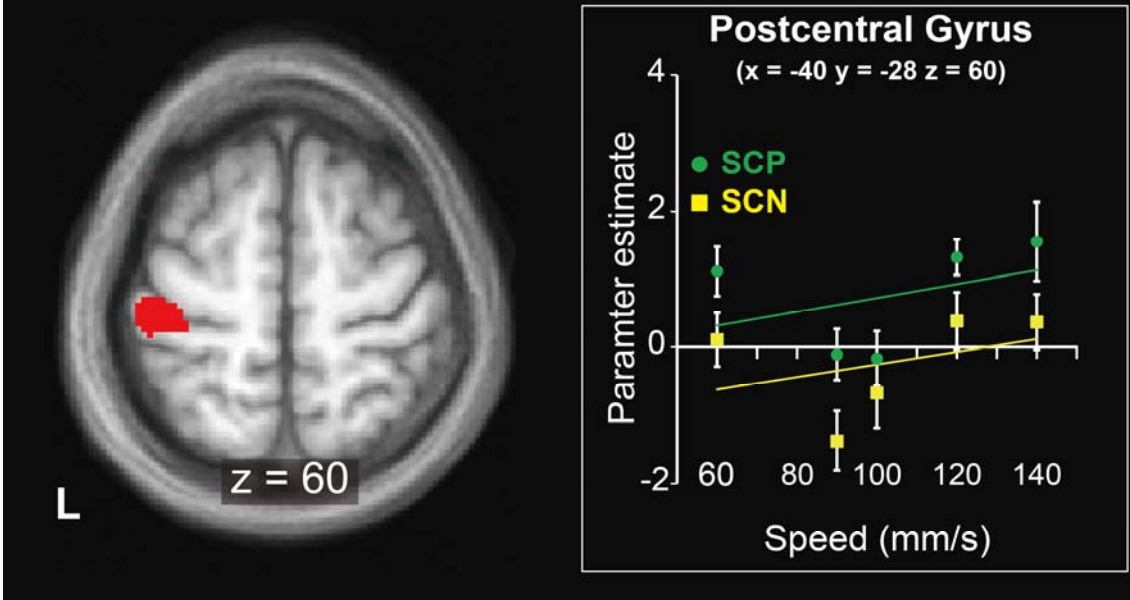 z = 60
L
Postcentral Gyrus
(x = -40 y = -28 z = 60)
4
2
0
-2
SCP
SCN
Paramter estimate
60 80 100 120 140
Speed (mm/s)